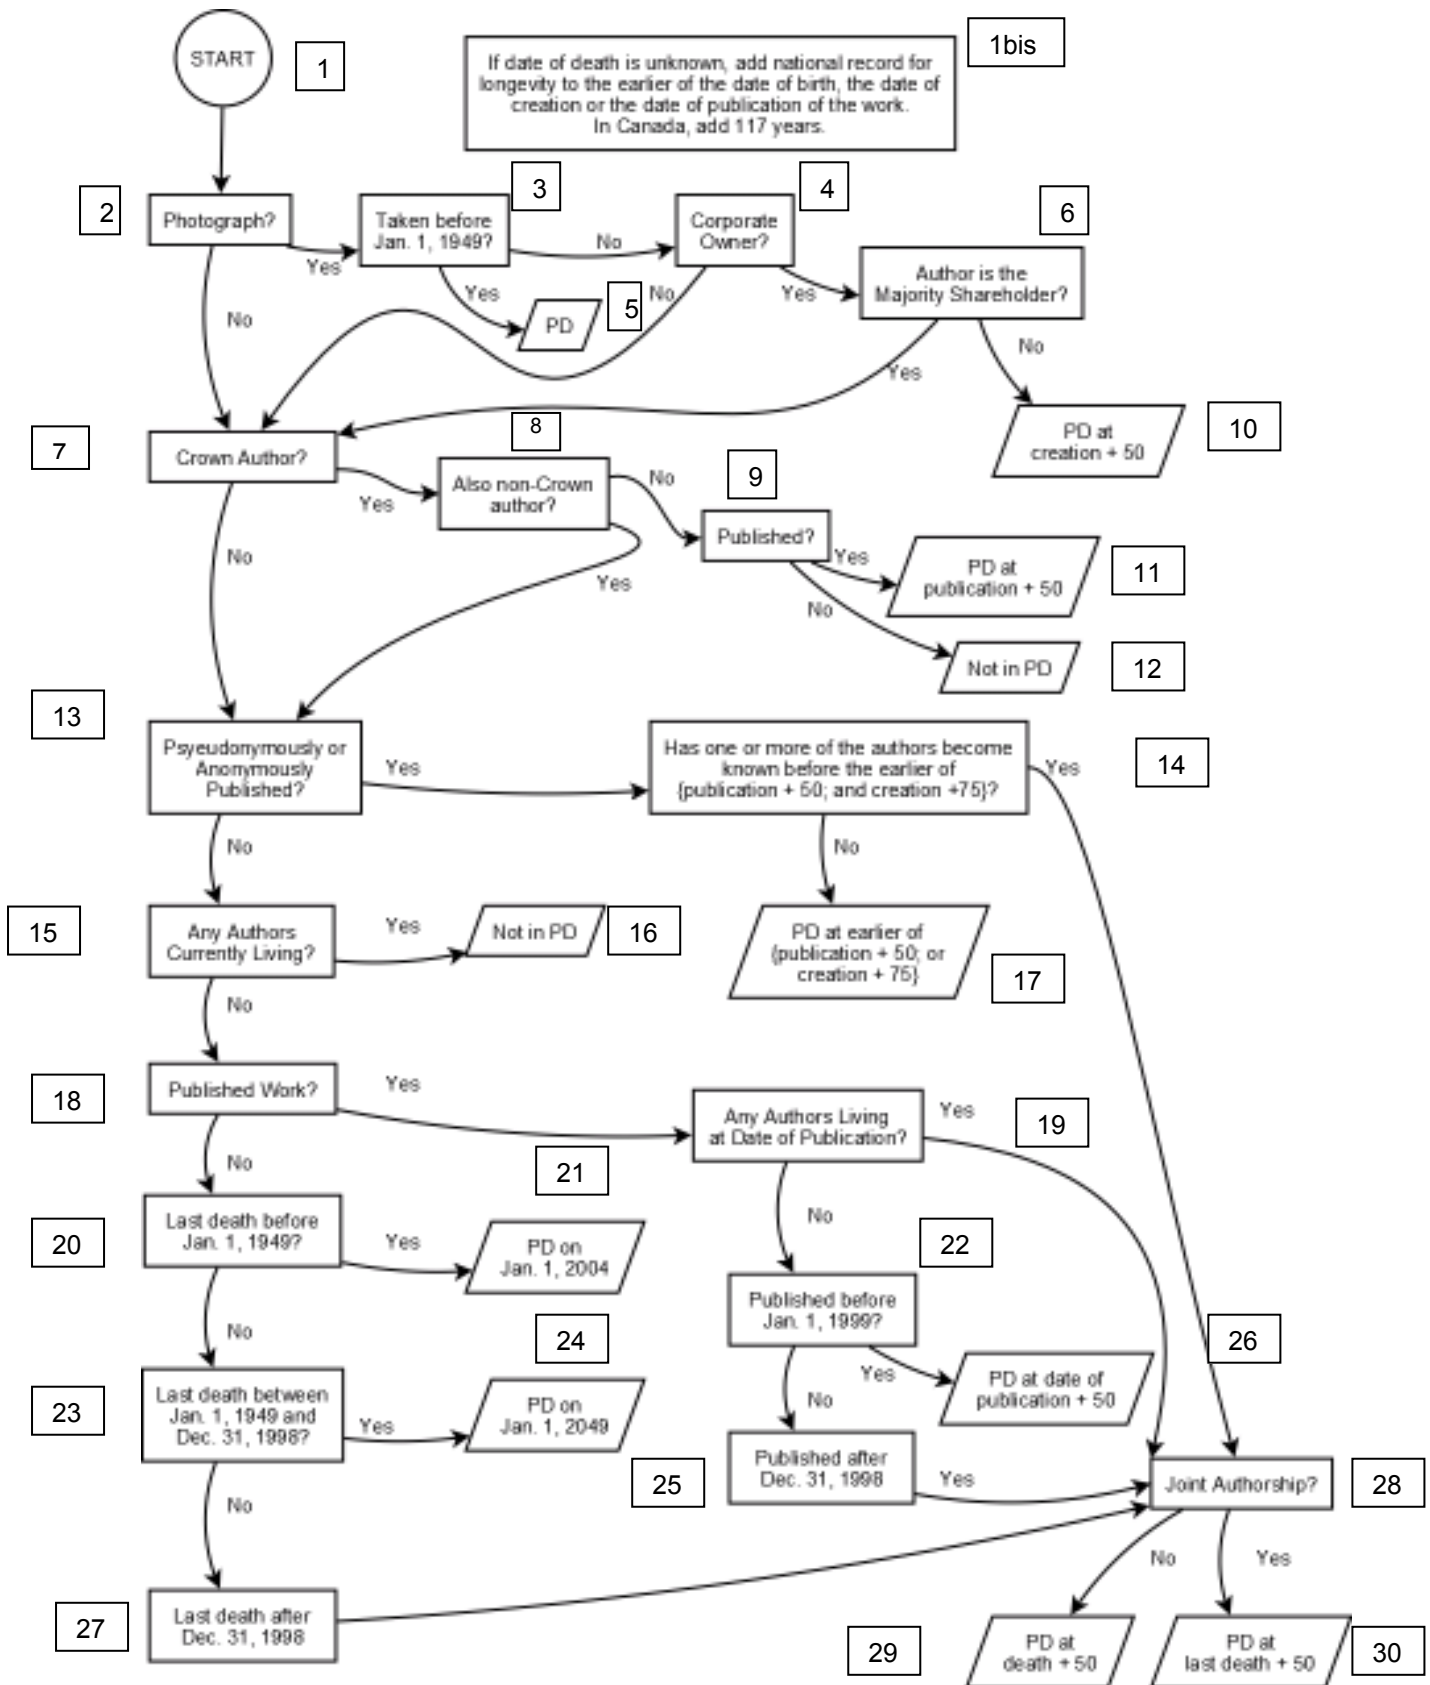 START
1
1bis
If date of death is unknown, add national record for
longevity to the earlier of the date of birth, the date of
creation or the date of publication of the work.
In Canada, add 117 years.
2
Photograph?
Yes
No
3
Taken before
Jan. 1, 1949?
No
Yes
4
Corporate
Owner?
No
Yes
5
PD
6
Author is the
Majority Shareholder?
Yes
No
7
Crown Author?
Yes
No
8
Also non-Crown
author?
No
Yes
9
Published?
Yes
No
PD at
creation + 50
10
PD at
publication + 50
11
Not in PD
12
13
Psyeudonymously or
Anonymously
Published?
Yes
No
Has one or more of the authors become
known before the earlier of
{publication + 50; and creation +75}?
Yes
14
No
15
Any Authors
Currently Living?
Yes
No
Not in PD
16
PD at earlier of
{publication + 50; or
creation + 75}
17
18
Published Work?
Yes
No
Any Authors Living
at Date of Publication?
Yes
19
No
21
20
Last death before
Jan. 1, 1949?
Yes
No
PD on
Jan. 1, 2004
22
Published before
Jan. 1, 1999?
Yes
No
24
23
Last death between
Jan. 1, 1949 and
Dec. 31, 1998?
Yes
No
PD on
Jan. 1, 2049
PD at date of
publication + 50
26
25
Published after
Dec. 31, 1998
Yes
Joint Authorship?
28
No
Yes
27
Last death after
Dec. 31, 1998
29
PD at
death + 50
PD at
last death + 50
30